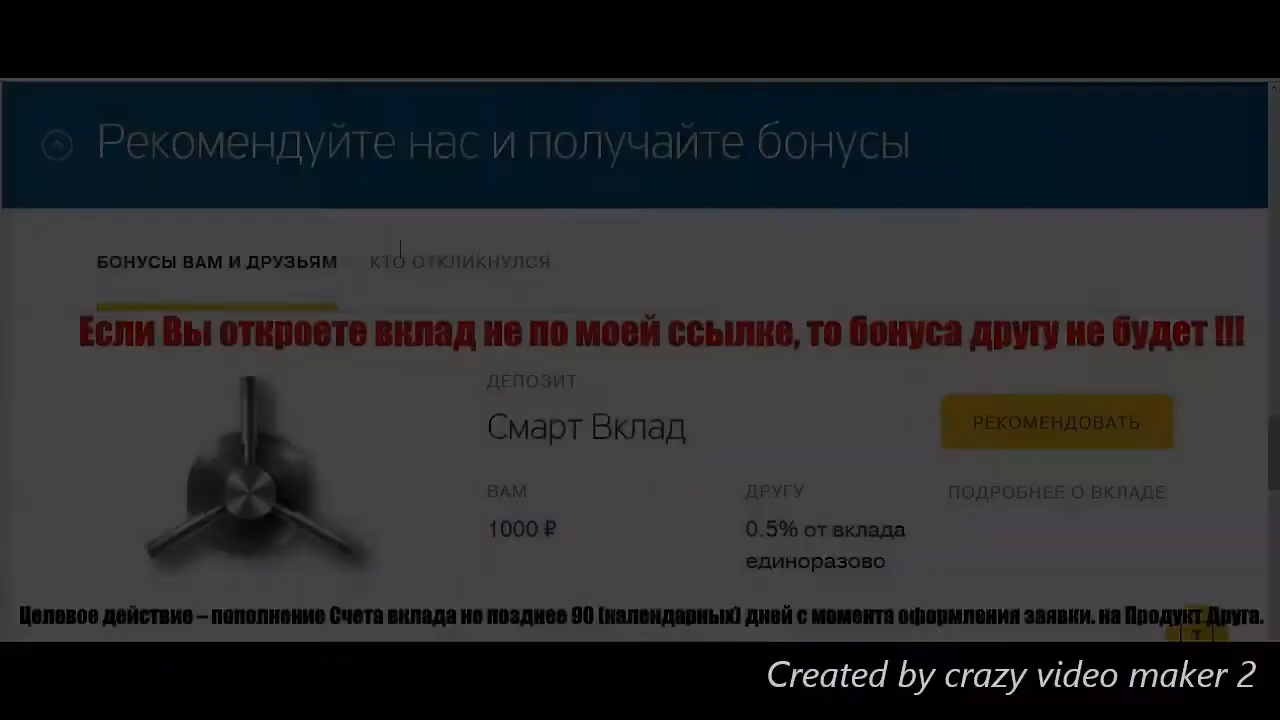 Рекомендуйте нас и получайте бонусы
БОНУСЫ ВАМ И ДРУЗЬЯМ КТО ОТКЛИКНУЛСЯ
Если Вы откроете вклад не по моей ссылке, то бонуса другу не будет !!!
ДЕПОЗИТ
Смарт Вклад
РЕКОМЕНДОВАТЬ
ВАМ ДРУГУ ПОДРОБНЕЕ О ВКЛАДЕ
1000 ₽ 0.5% от вклада
единоразово
Целевое действие – пополнение Счета вклада не позднее 90 (календарных) дней с момента оформления заявки. на Продукт Друга.
Т
Created by crazy video maker 2